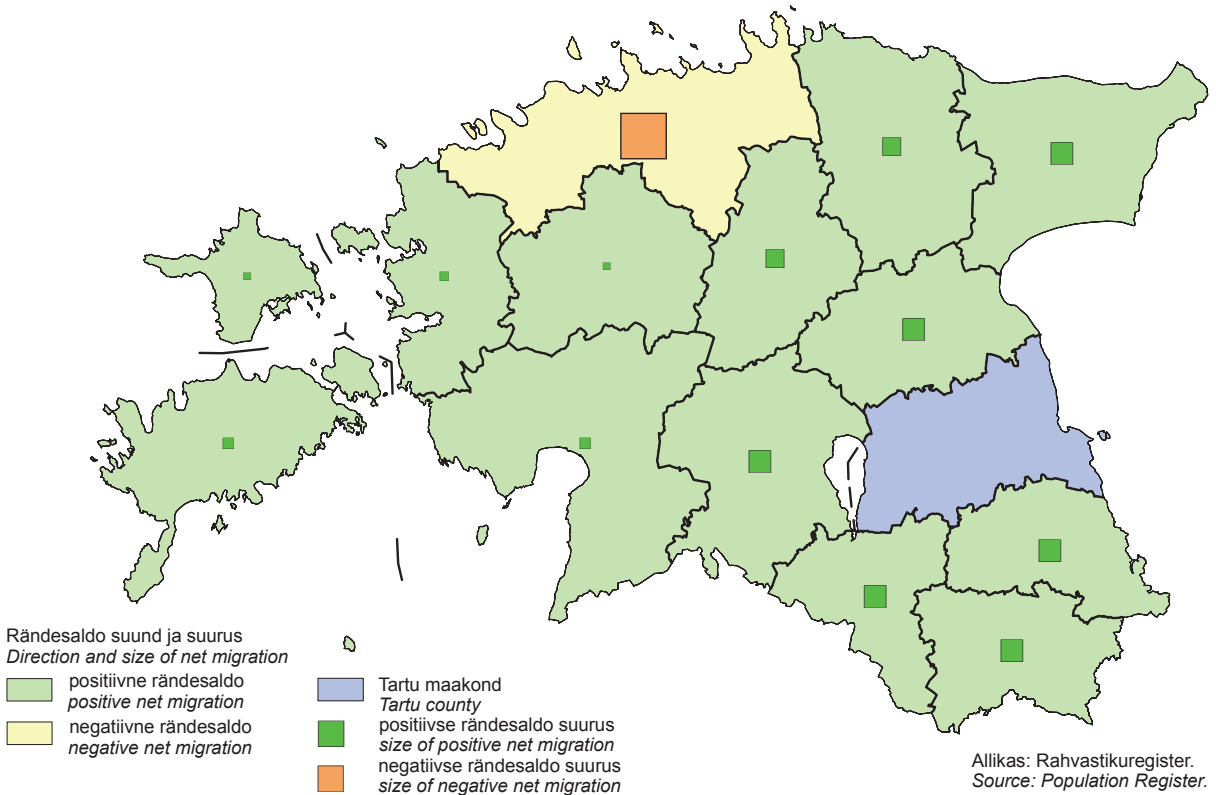 Rändesaldo suund ja suurus
Direction and size of net migration
positiivne rändesaldo
positive net migration
negatiivne rändesaldo
negative net migration
Tartu maakond
Tartu county
positiivse rändesaldo suurus
size of positive net migration
negatiivse rändesaldo suurus
size of negative net migration
Allikas: Rahvastikuregister.
Source: Population Register.